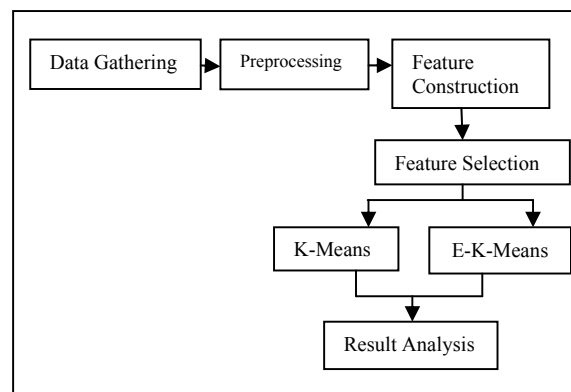 Data Gathering
Preprocessing
Feature
Construction
Feature Selection
K-Means
E-K-Means
Result Analysis